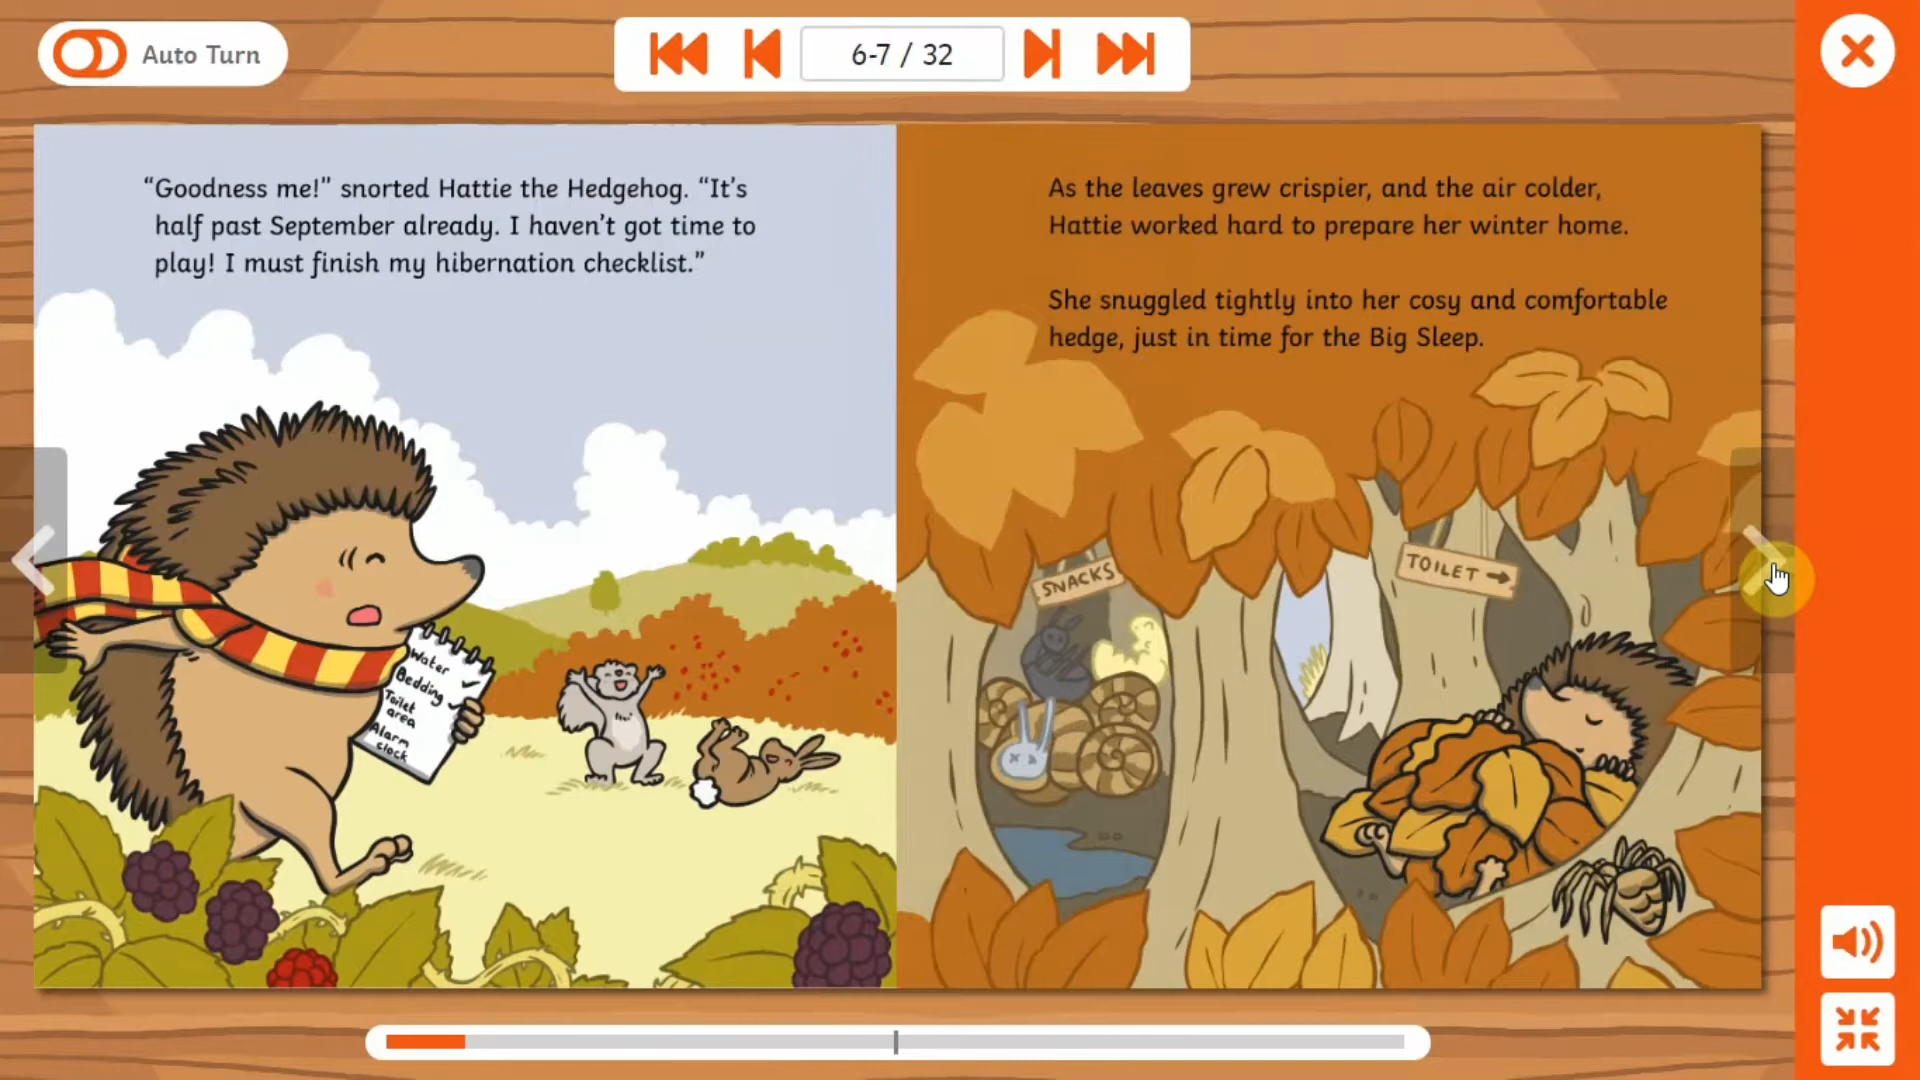 Auto Turn
6-7 / 32
“Goodness me!” snorted Hattie the Hedgehog. “It’s
half past September already. I haven’t got time to
play! I must finish my hibernation checklist.”
Water
Bedding
Toilet
area
Alarm
clock
As the leaves grew crispier, and the air colder,
Hattie worked hard to prepare her winter home.
She snuggled tightly into her cosy and comfortable
hedge, just in time for the Big Sleep.
SNACKS
TOILET →